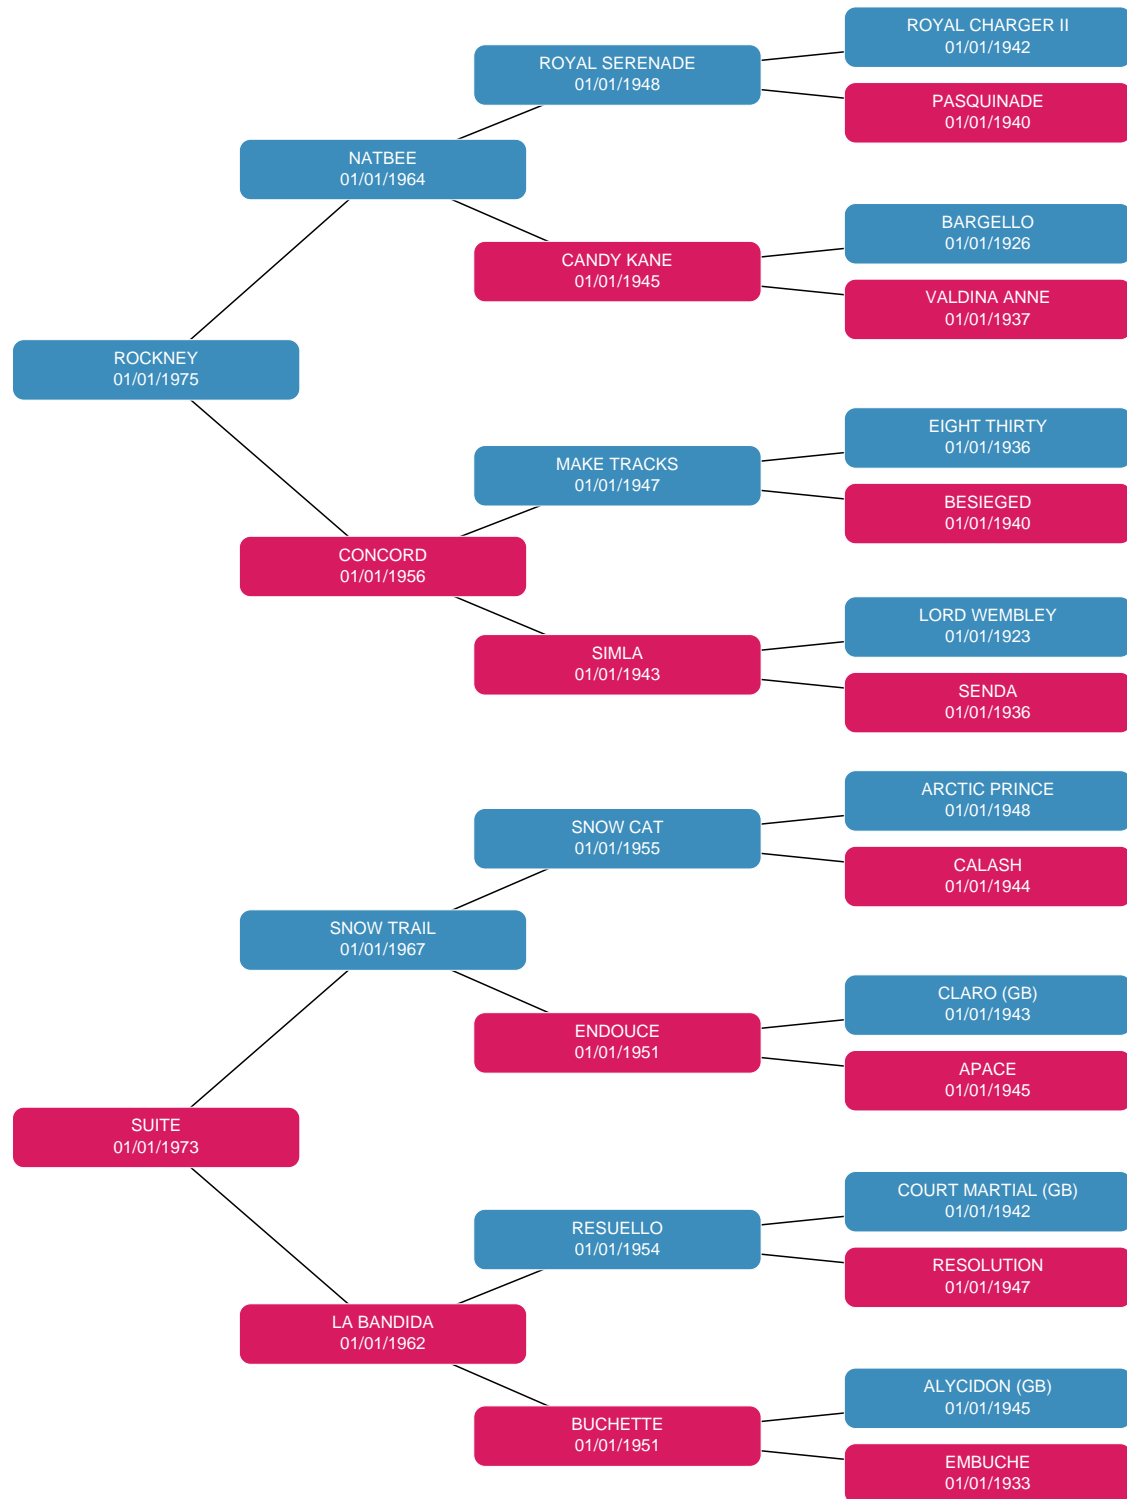 ROYAL CHARGER II
01/01/1942
ROYAL SERENADE
01/01/1948
PASQUINADE
01/01/1940
NATBEE
01/01/1964
BARGELLO
01/01/1926
CANDY KANE
01/01/1945
VALDINA ANNE
01/01/1937
ROCKNEY
01/01/1975
EIGHT THIRTY
01/01/1936
MAKE TRACKS
01/01/1947
BESIEGED
01/01/1940
CONCORD
01/01/1956
LORD WEMBLEY
01/01/1923
SIMLA
01/01/1943
SENDA
01/01/1936
ARCTIC PRINCE
01/01/1948
SNOW CAT
01/01/1955
CALASH
01/01/1944
SNOW TRAIL
01/01/1967
CLARO (GB)
01/01/1943
ENDOUCE
01/01/1951
APACE
01/01/1945
SUITE
01/01/1973
COURT MARTIAL (GB)
01/01/1942
RESUELLO
01/01/1954
RESOLUTION
01/01/1947
LA BANDIDA
01/01/1962
ALYCIDON (GB)
01/01/1945
BUCHETTE
01/01/1951
EMBUCHE
01/01/1933